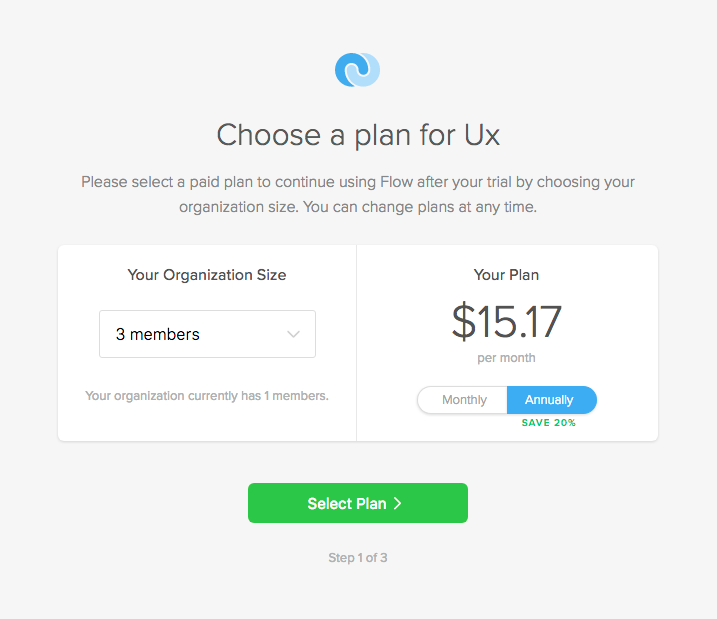 Choose a plan for Ux
Please select a paid plan to continue using Flow after your trial by choosing your
organization size. You can change plans at any time.
Your Organization Size
3 members
Your organization currently has 1 members.
Your Plan
$15.17
per month
Monthly
Annually
SAVE 20%
Select Plan
Step 1 of 3